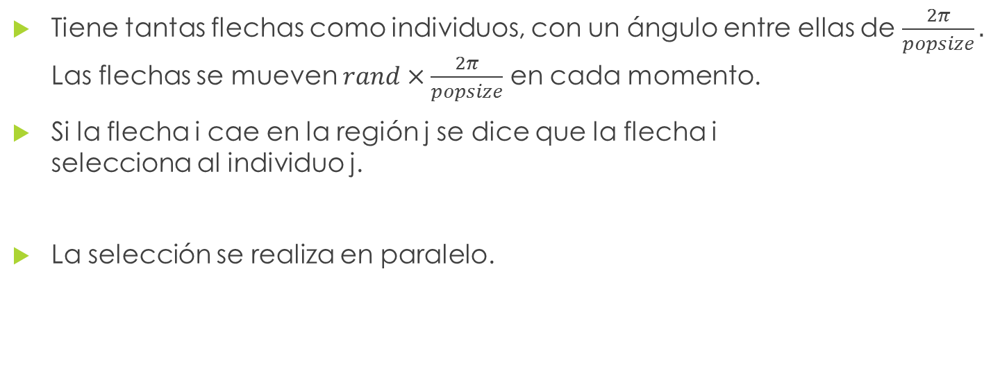 Tiene tantas flechas como individuos, con un ángulo entre ellas de $\frac{2\pi}{popsize}$.
Las flechas se mueven $rand \times \frac{2\pi}{popsize}$ en cada momento.
Si la flecha i cae en la región j se dice que la flecha i
selecciona al individuo j.
La selección se realiza en paralelo.